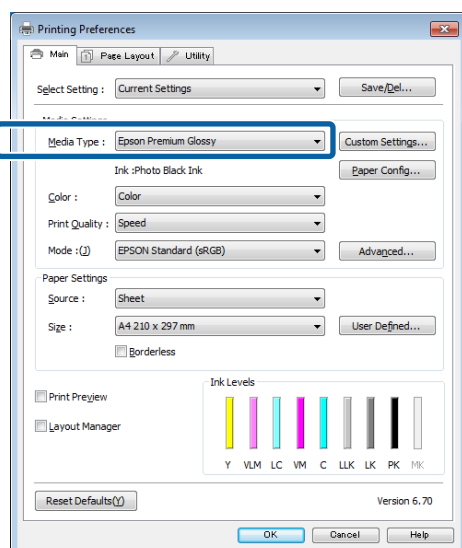 Printing Preferences
Main Page Layout Utility
Select Setting : Current Settings Save/Del...
Media Settings
Media Type : Epson Premium Glossy Custom Settings...
Ink :Photo Black Ink Paper Config...
Color : Color
Print Quality : Speed
Mode :(J) EPSON Standard (sRGB) Advanced...
Paper Settings
Source : Sheet
Size : A4 210 x 297 mm User Defined...
Borderless
Ink Levels
Print Preview
Layout Manager
Y VLM LC VM C LLK LK PK MK
Reset Defaults(Y) Version 6.70
OK Cancel Help